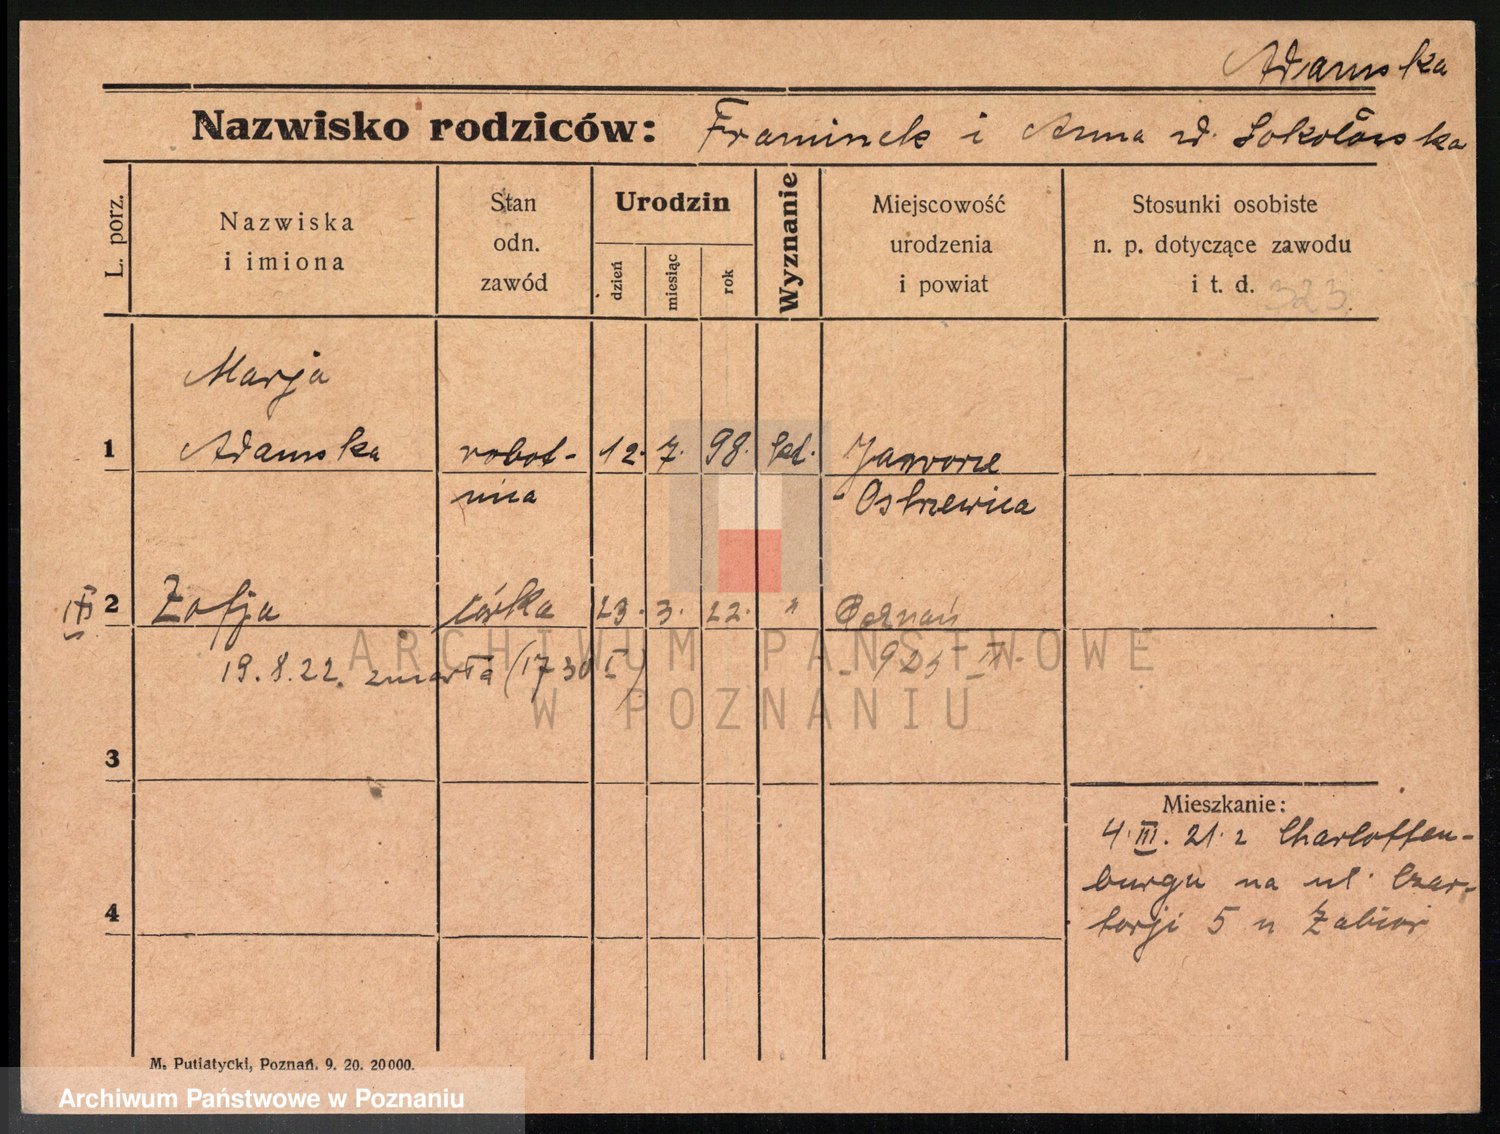 Adamska
Nazwisko rodziców: Franciszek i Anna d. Sokołowska
L. porz.
Nazwiska
i imiona
Stan
odn.
zawód
Urodzin
dzień
miesiąc
rok
Wyznanie
Miejscowość
urodzenia
i powiat
Stosunki osobiste
n. p. dotyczące zawodu
i t. d. 323.
Marja
1 Adamska robot- 12. 7. 98. kat. Jaworze
nica - Ostrzewica
2 Zofja córka 23. 3. 22. " Poznań
19.8.22. zmarła (1730 I)
3
Mieszkanie:
4. III. 21. z Charlotten-
burga na ul. Czar-
torji 5 u
4
M. Putiatycki, Poznań. 9. 20. 20000.
ARCHIWUM PAŃSTWOWE
W POZNANIU
Archiwum Państwowe w Poznaniu